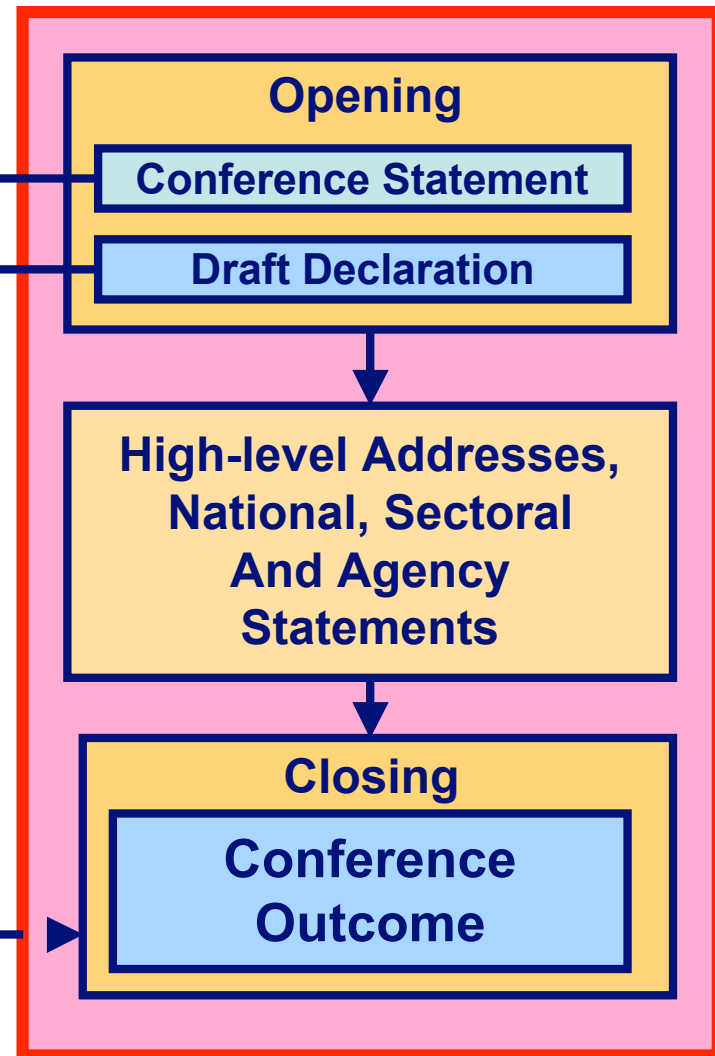 Opening
Conference Statement
Draft Declaration
High-level Addresses,
National, Sectoral
And Agency
Statements
Closing
Conference
Outcome